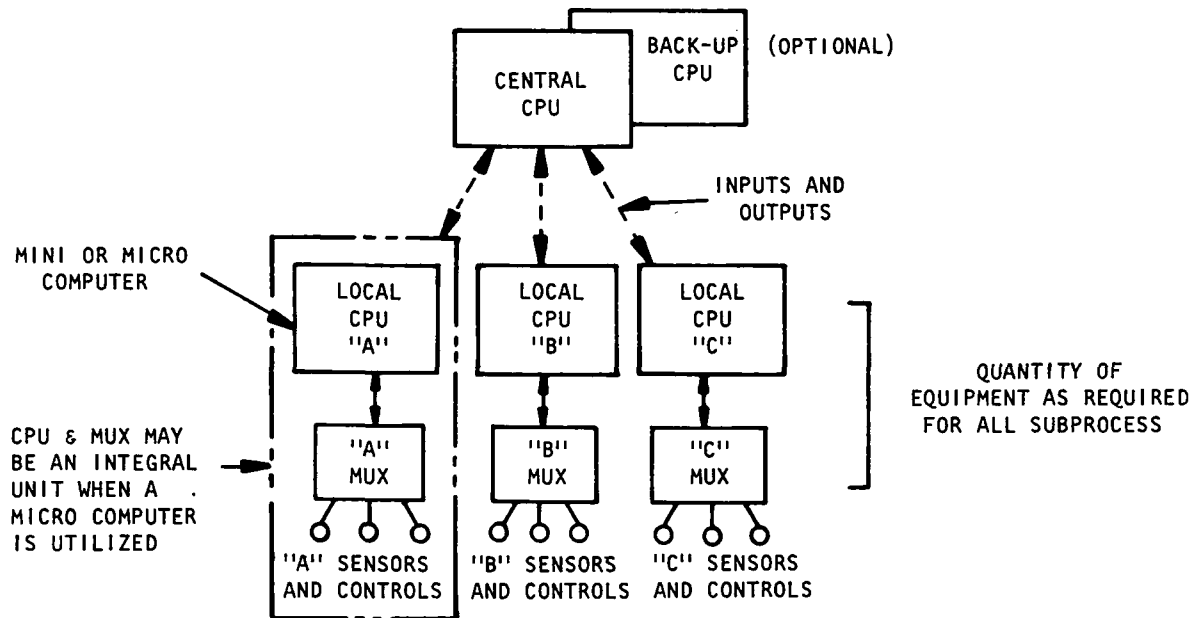 BACK-UP
CPU
(OPTIONAL)
CENTRAL
CPU
INPUTS AND
OUTPUTS
MINI OR MICRO
COMPUTER
LOCAL
CPU
"A"
LOCAL
CPU
"B"
LOCAL
CPU
"C"
QUANTITY OF
EQUIPMENT AS REQUIRED
FOR ALL SUBPROCESS
CPU & MUX MAY
BE AN INTEGRAL
UNIT WHEN A
MICRO COMPUTER
IS UTILIZED
"A"
MUX
"B"
MUX
"C"
MUX
"A" SENSORS
AND CONTROLS
"B" SENSORS
AND CONTROLS
"C" SENSORS
AND CONTROLS